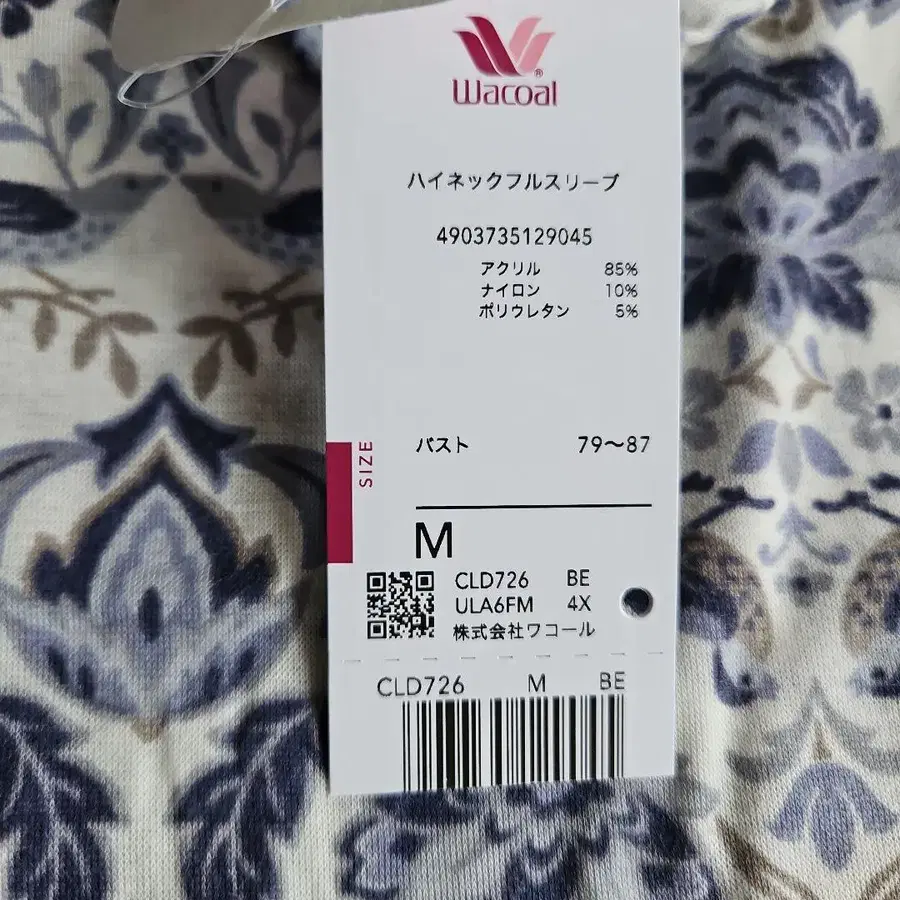 Wacoal®
ハイネックフルスリーブ
4903735129045
アクリル 85%
ナイロン 10%
ポリウレタン 5%
SIZE
バスト 79〜87
M
CLD726 BE
ULA6FM 4X
株式会社ワコール
CLD726 M BE